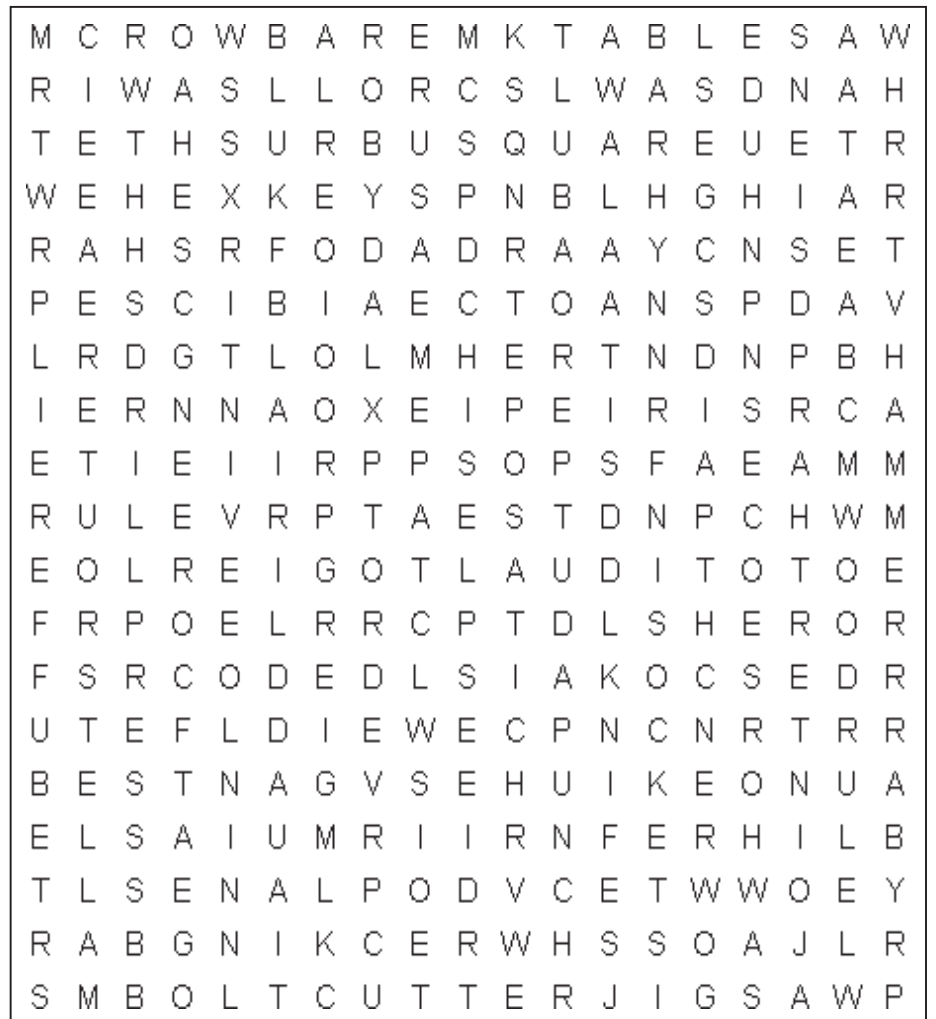 M C R O W B A R E M K T A B L E S A W
R I W A S L L O R C S L W A S D N A H
T E T H S U R B U S Q U A R E U E T R
W E H E X K E Y S P N B L H G H I A R
R A H S R F O D A D R A A Y C N S E T
P E S C I B I A E C T O A N S P D A V
L R D G T L O L M H E R T N D N P B H
I E R N N A O X E I P E I R I S R C A
E T I E I I R P P S O P S F A E A M M
R U L E V R P T A E S T D N P C H W M
E O L R E I G O T L A U D I T O T O E
F R P O E L R R C P T D L S H E R O R
F S R C O D E D L S I A K O C S E D R
U T E F L D I E W E C P N C N R T R R
B E S T N A G V S E H U I K E O N U A
E L S A I U M R I I R N F E R H I L B
T L S E N A L P O D V C E T W W O E Y
R A B G N I K C E R W H S S O A J L R
S M B O L T C U T T E R J I G S A W P